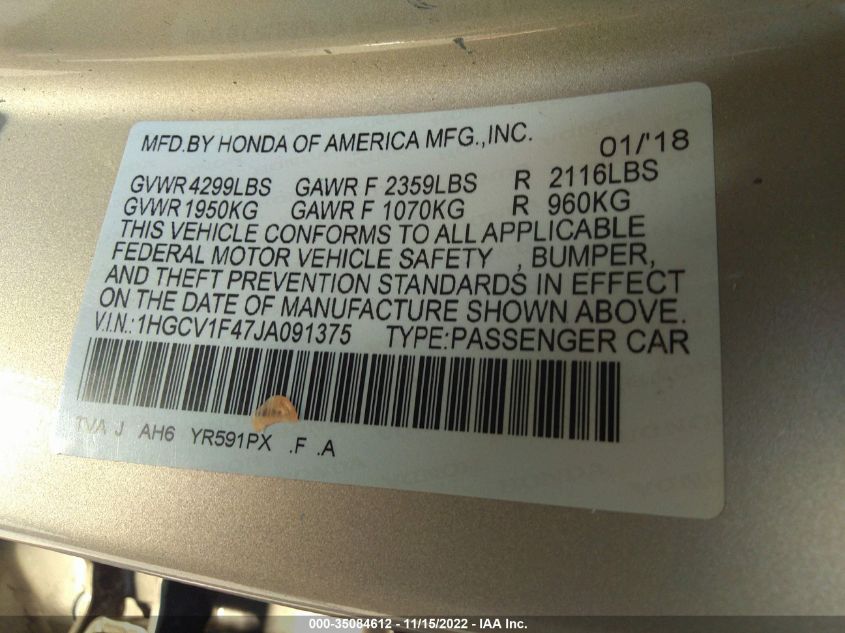 MFD.BY HONDA OF AMERICA MFG.,INC. 01/'18
GVWR 4299LBS GAWR F 2359LBS R 2116LBS
GVWR 1950KG GAWR F 1070KG R 960KG
THIS VEHICLE CONFORMS TO ALL APPLICABLE
FEDERAL MOTOR VEHICLE SAFETY , BUMPER,
AND THEFT PREVENTION STANDARDS IN EFFECT
ON THE DATE OF MANUFACTURE SHOWN ABOVE.
V.I.N.:1HGCV1F47JA091375 TYPE:PASSENGER CAR
TVA J AH6 YR591PX .F .A
000-35084612 - 11/15/2022 - IAA Inc.